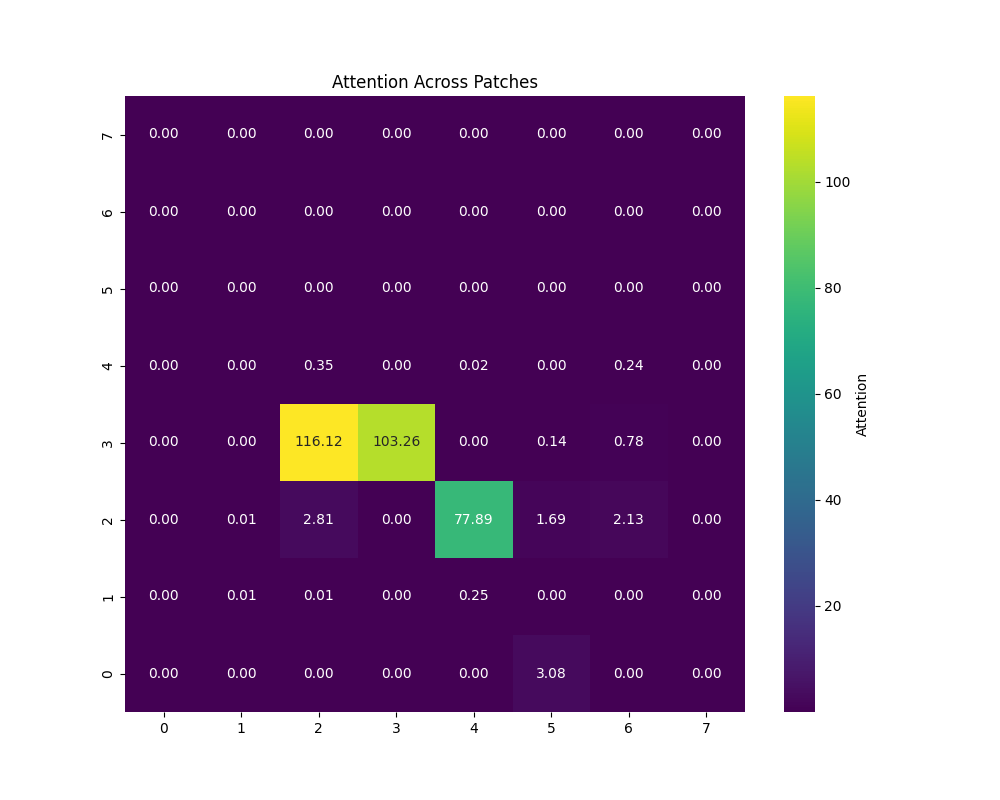 Attention Across Patches
7 0.00 0.00 0.00 0.00 0.00 0.00 0.00 0.00
6 0.00 0.00 0.00 0.00 0.00 0.00 0.00 0.00
5 0.00 0.00 0.00 0.00 0.00 0.00 0.00 0.00
4 0.00 0.00 0.35 0.00 0.02 0.00 0.24 0.00
3 0.00 0.00 116.12 103.26 0.00 0.14 0.78 0.00
2 0.00 0.01 2.81 0.00 77.89 1.69 2.13 0.00
1 0.00 0.01 0.01 0.00 0.25 0.00 0.00 0.00
0 0.00 0.00 0.00 0.00 0.00 3.08 0.00 0.00
0 1 2 3 4 5 6 7
100
80
60
40
20
Attention